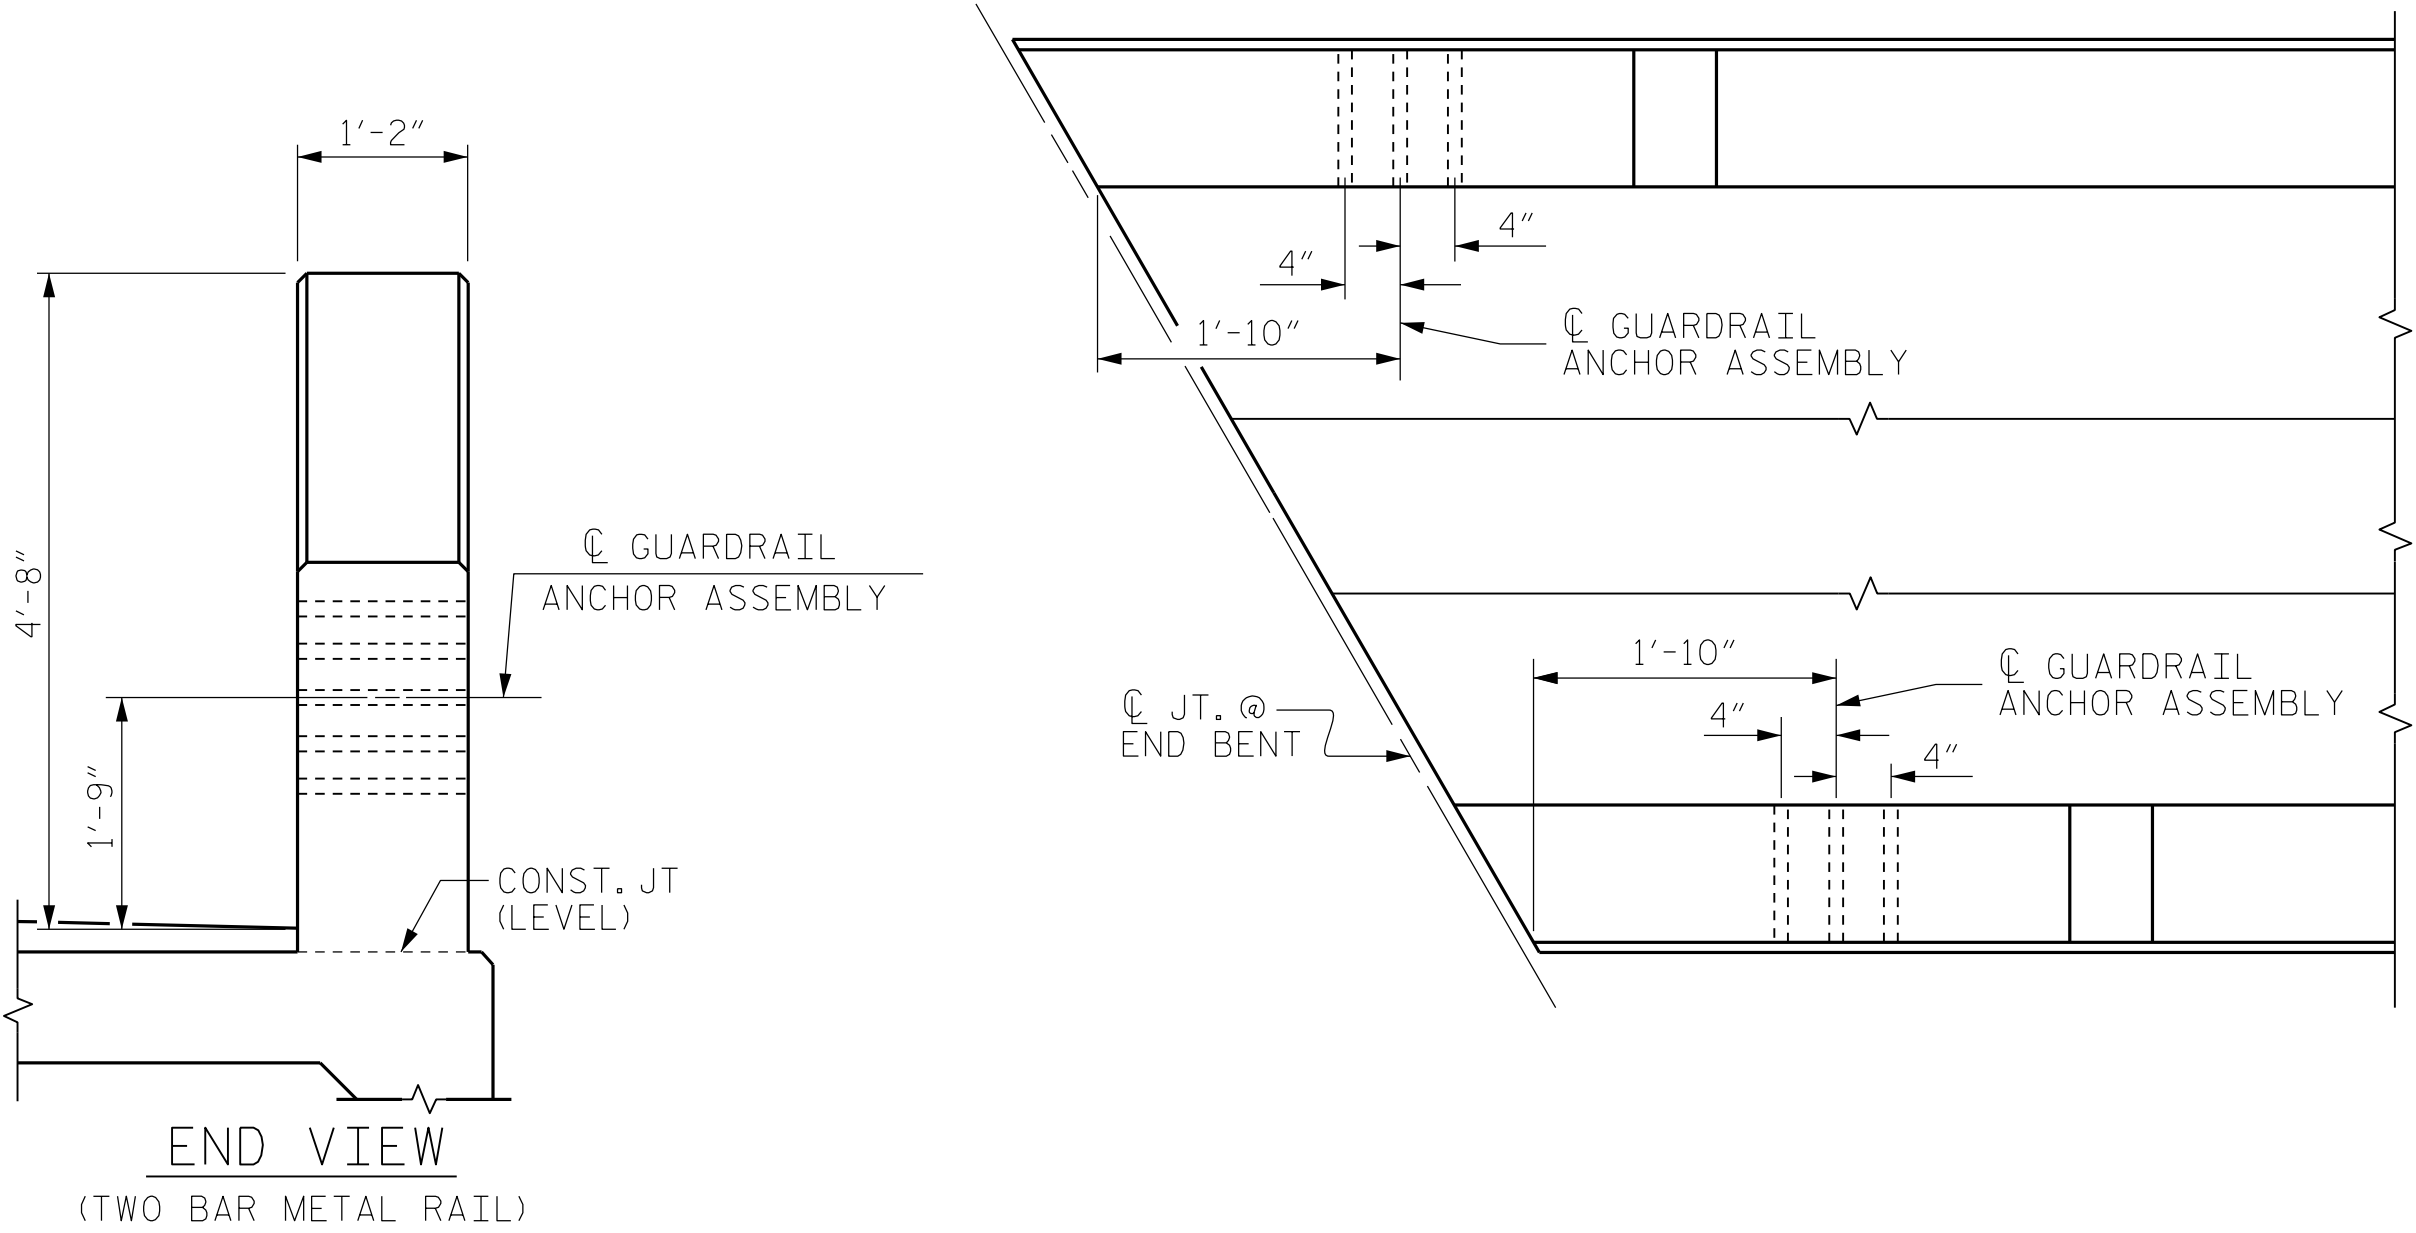 1'-2"
4'-8"
℄ GUARDRAIL
ANCHOR ASSEMBLY
1'-9"
CONST. JT
(LEVEL)
END VIEW
(TWO BAR METAL RAIL)
4"
4"
1'-10"
℄ GUARDRAIL
ANCHOR ASSEMBLY
1'-10"
℄ GUARDRAIL
ANCHOR ASSEMBLY
4"
4"
℄ JT. @
END BENT